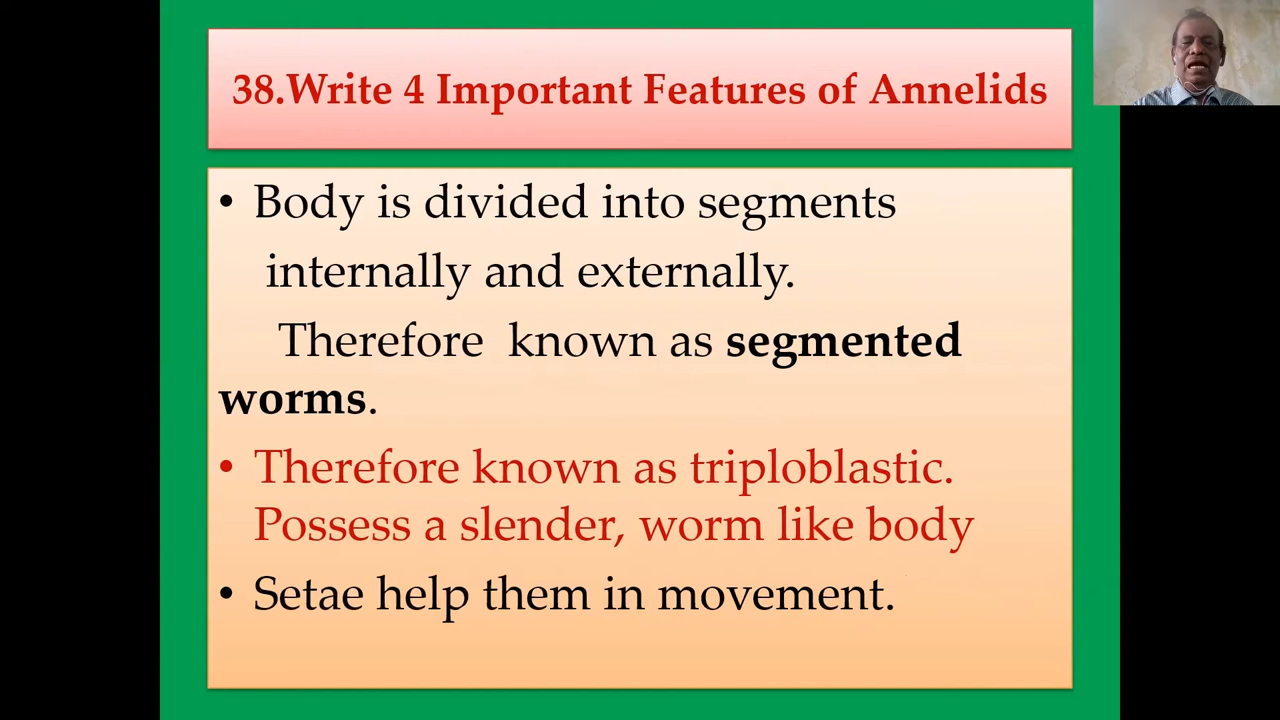 38.Write 4 Important Features of Annelids
• Body is divided into segments
internally and externally.
Therefore known as segmented
worms.
• Therefore known as triploblastic.
Possess a slender, worm like body
• Setae help them in movement.